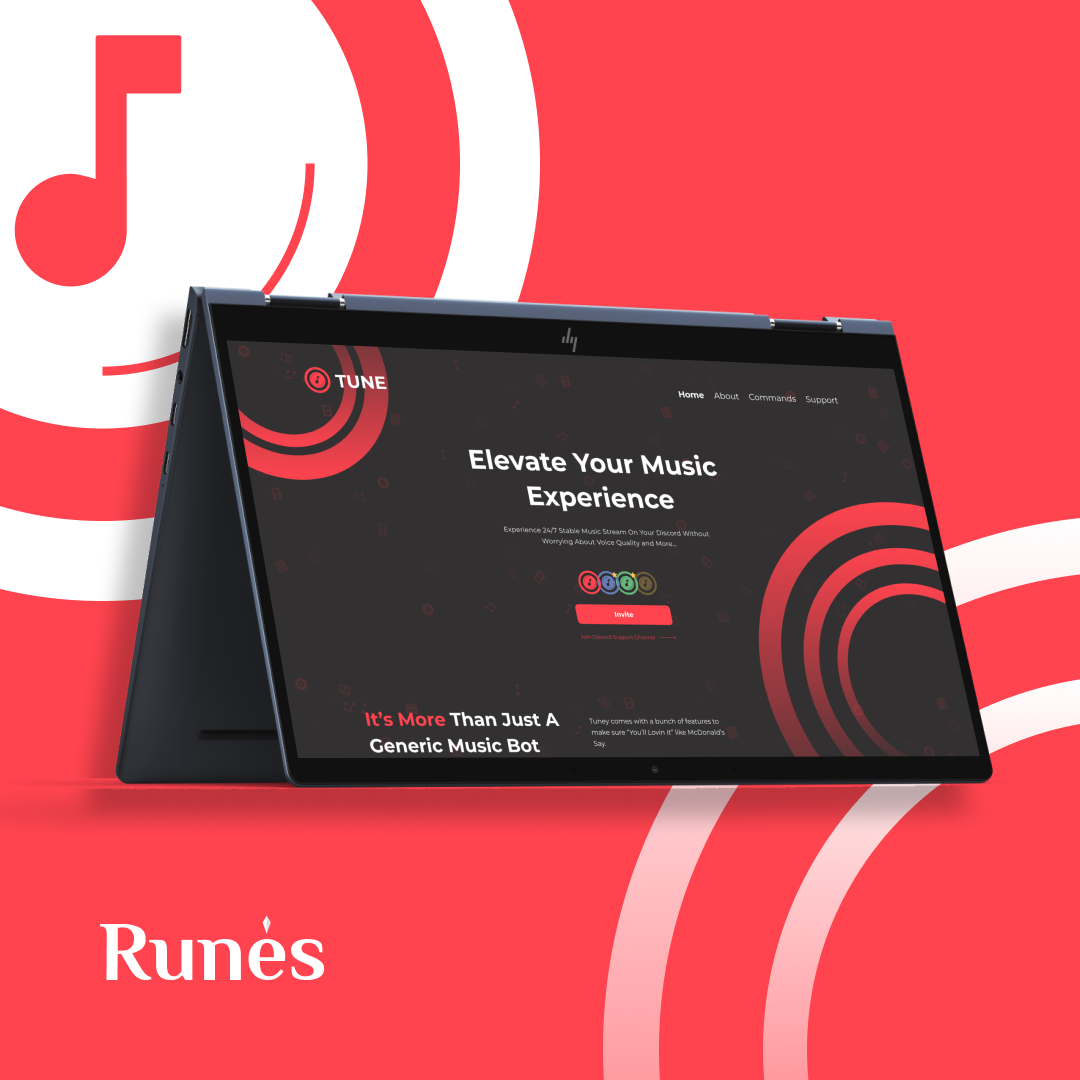 TUNE
Home About Commands Support
Elevate Your Music
Experience
Experience 24/7 Stable Music Stream On Your Discord Without
Worrying About Voice Quality and More...
Invite
Join Discord Support Channel
It's More Than Just A
Generic Music Bot
Tuney comes with a bunch of features to
make sure "You'll Lovin It" like McDonald's
Say.
Runes